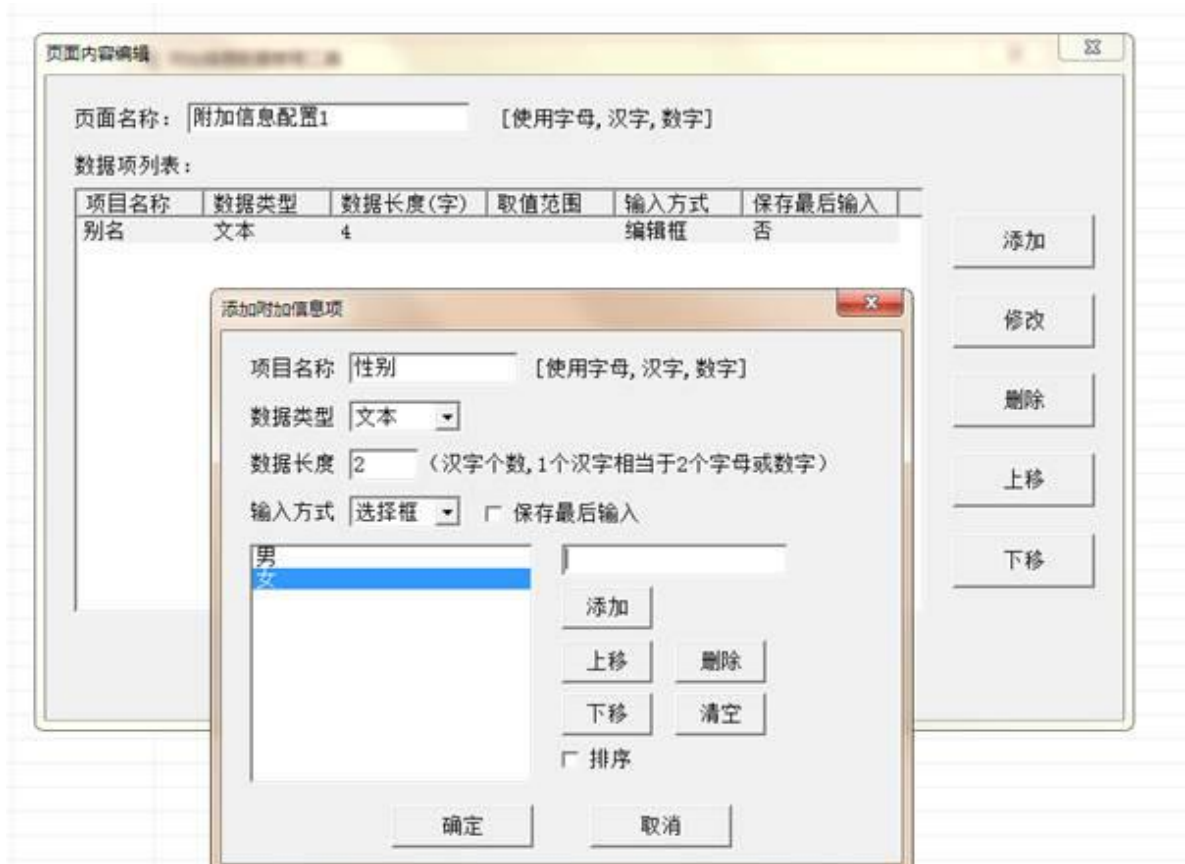 页面内容编辑
页面名称: 附加信息配置1 [使用字母,汉字,数字]
数据项列表:
项目名称 数据类型 数据长度(字) 取值范围 输入方式 保存最后输入
别名 文本 4 编辑框 否
添加
修改
删除
上移
下移
添加附加信息项
项目名称 性别 [使用字母,汉字,数字]
数据类型 文本
数据长度 2 (汉字个数,1个汉字相当于2个字母或数字)
输入方式 选择框 保存最后输入
男
女
添加
上移 删除
下移 清空
排序
确定 取消